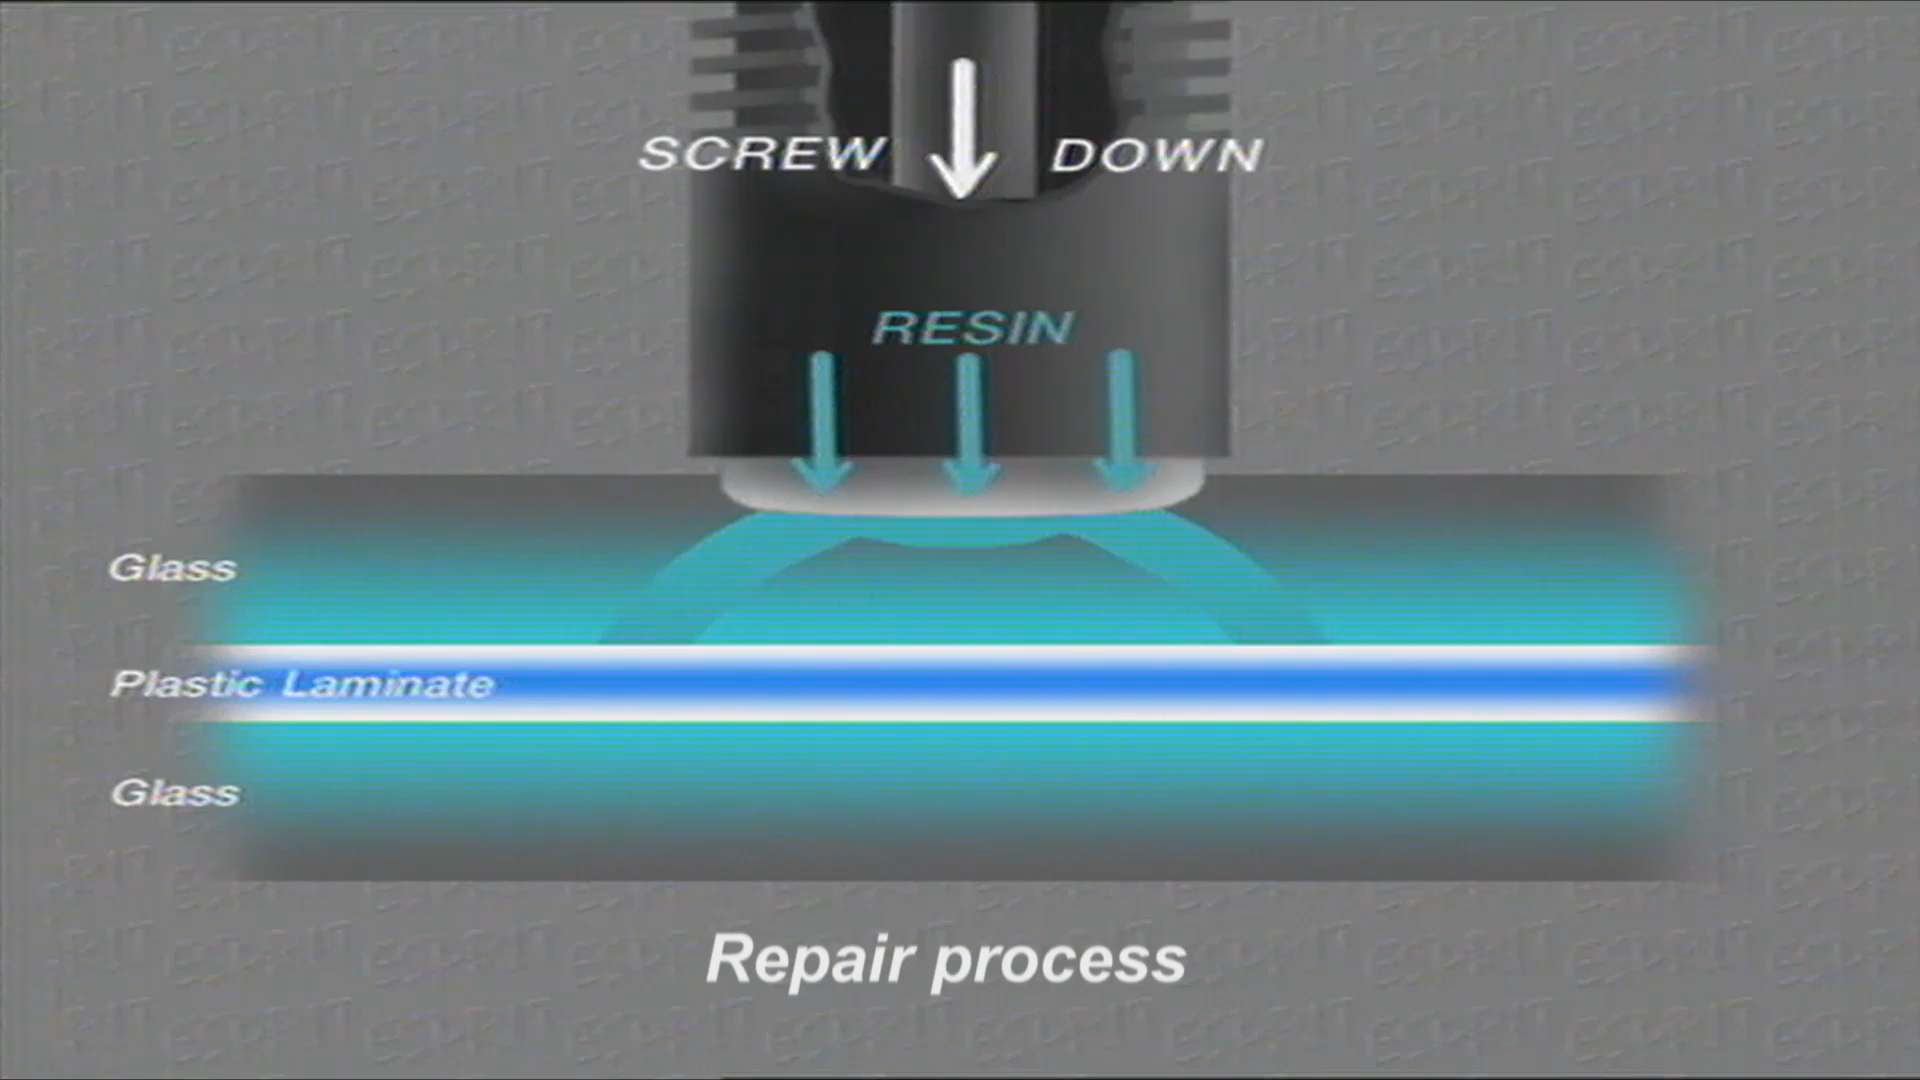 SCREW DOWN
RESIN
Glass
Plastic Laminate
Glass
Repair process